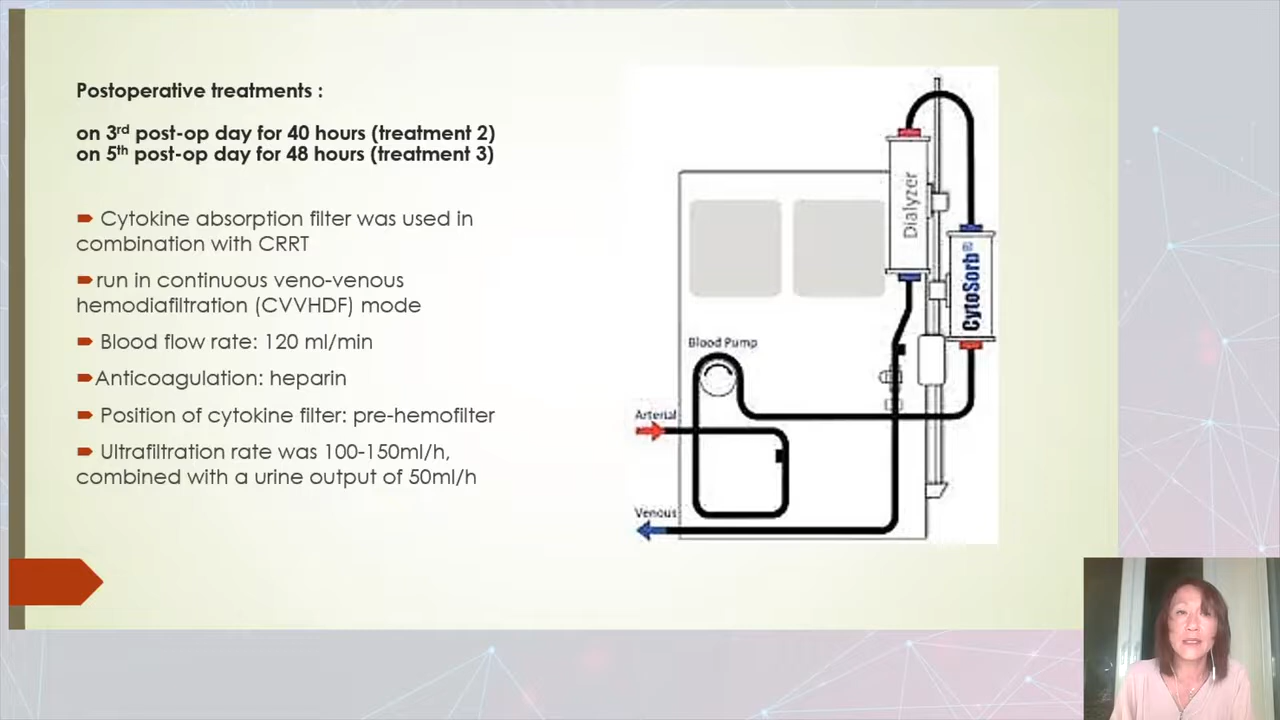 Postoperative treatments :
on 3rd post-op day for 40 hours (treatment 2)
on 5th post-op day for 48 hours (treatment 3)
Cytokine absorption filter was used in
combination with CRRT
run in continuous veno-venous
hemodiafiltration (CVVHDF) mode
Blood flow rate: 120 ml/min
Anticoagulation: heparin
Position of cytokine filter: pre-hemofilter
Ultrafiltration rate was 100-150ml/h,
combined with a urine output of 50ml/h
Dialyzer
CytoSorb®
Blood Pump
Arterial
Venous